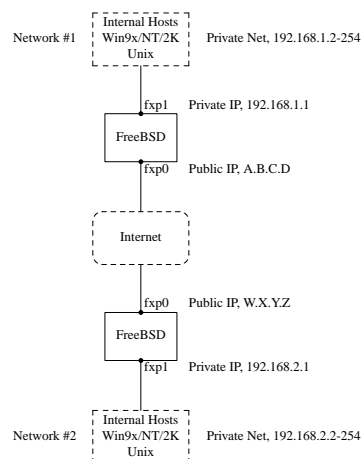 Internal Hosts
Network #1 Win9x/NT/2K Private Net, 192.168.1.2-254
Unix
fxp1 Private IP, 192.168.1.1
FreeBSD
fxp0 Public IP, A.B.C.D
Internet
fxp0 Public IP, W.X.Y.Z
FreeBSD
fxp1 Private IP, 192.168.2.1
Internal Hosts
Network #2 Win9x/NT/2K Private Net, 192.168.2.2-254
Unix